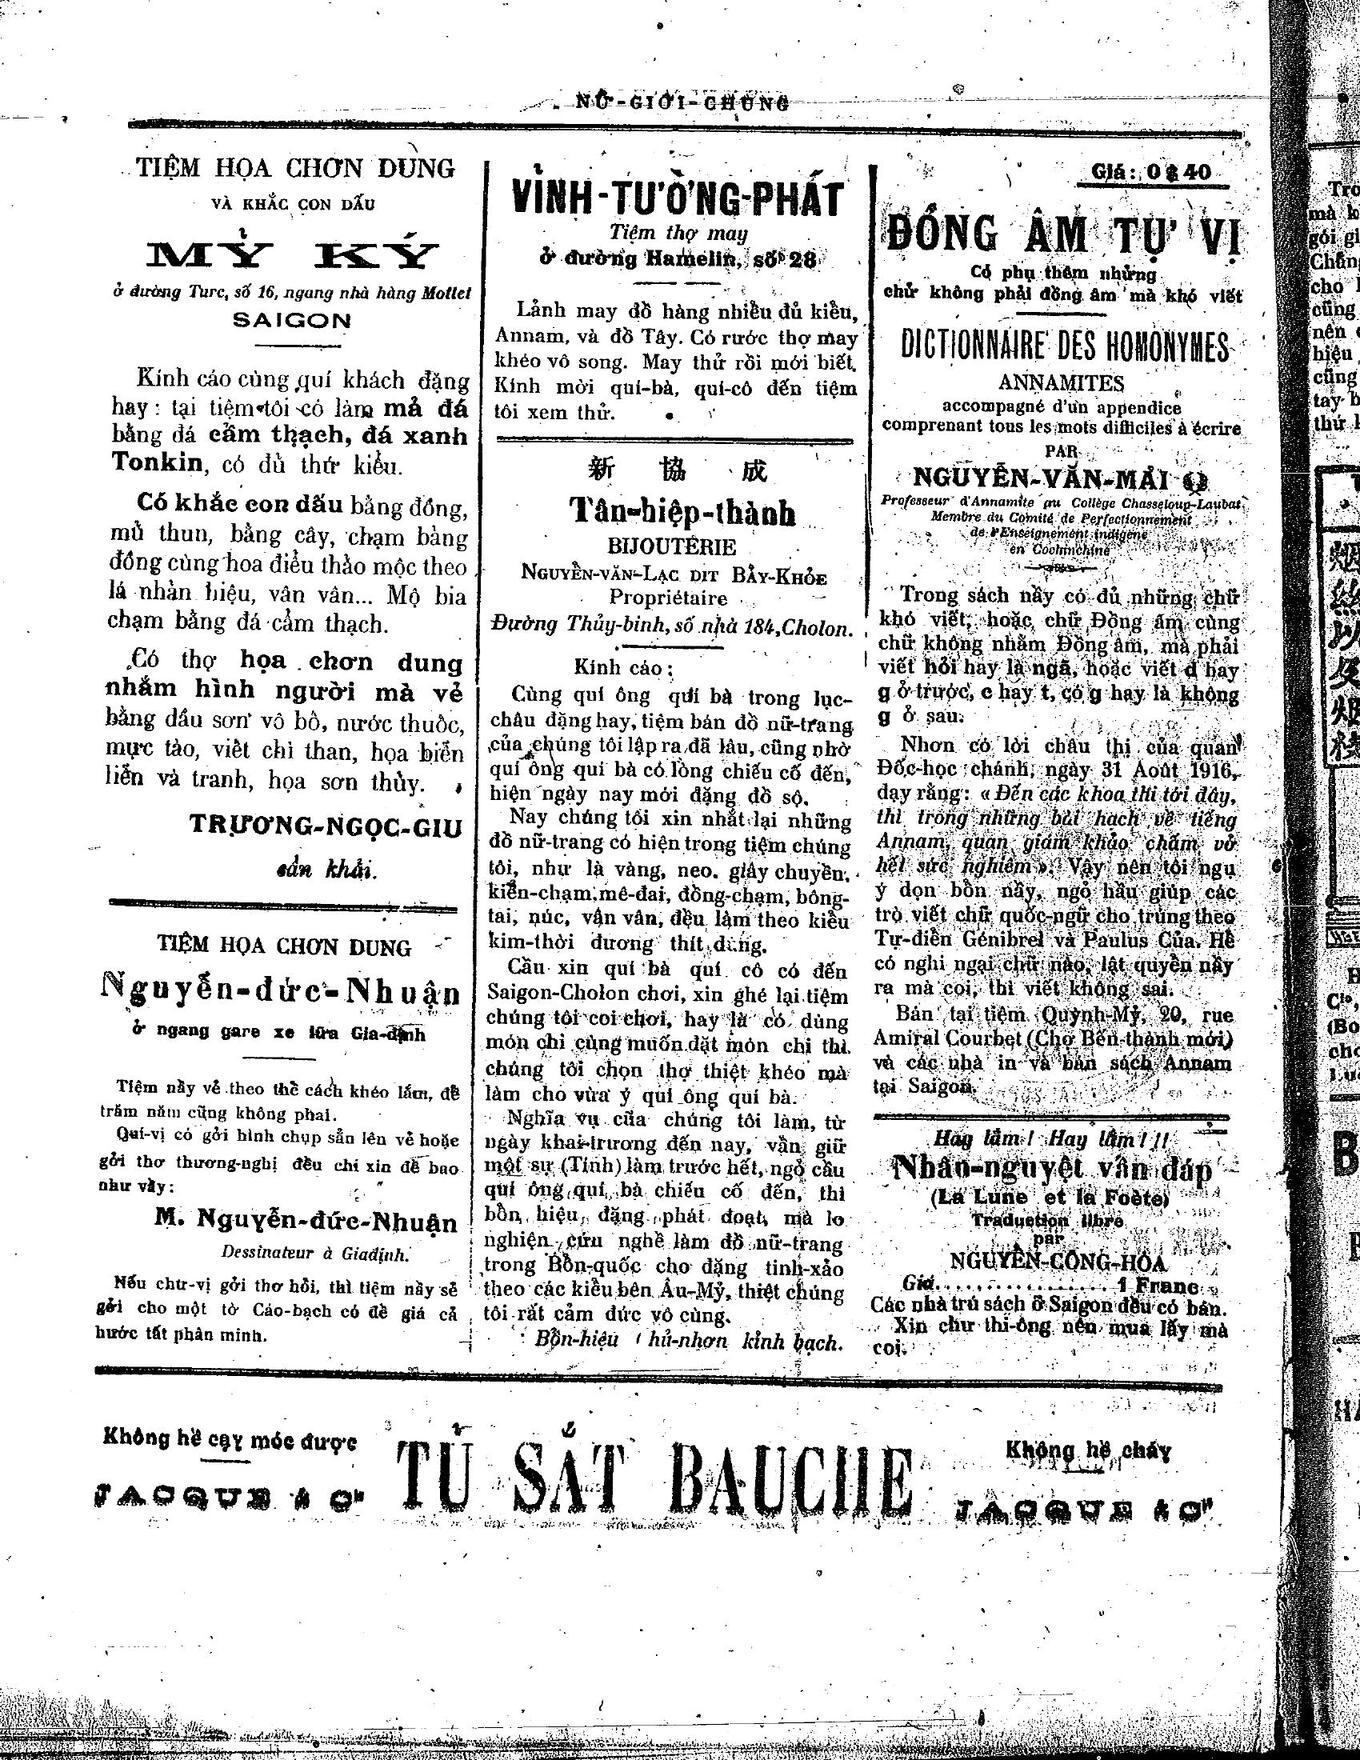 NỮ-GIỚI-CHUNG
TIỆM HỌA CHƠN DUNG
VÀ KHẮC CON DẤU
MỶ KÝ
ở đường Turc, số 16, ngang nhà hàng Mottet
SAIGON
Kính cáo cùng quí khách đặng
hay : tại tiệm tôi có làm mả đá
bằng đá cẩm thạch, đá xanh
Tonkin, có đủ thứ kiểu.
Có khắc con dấu bằng đồng,
mủ thun, bằng cây, chạm bảng
đồng cùng hoa điểu thảo mộc theo
lá nhản hiệu, vân vân... Mộ bia
chạm bằng đá cẩm thạch.
Có thợ họa chơn dung
nhắm hình người mà vẻ
bằng dầu sơn vô bố, nước thuốc,
mực tào, viết chì than, họa biển
liễn và tranh, họa sơn thủy.
TRƯƠNG-NGỌC-GIU
cẩn khải.
TIỆM HỌA CHƠN DUNG
Nguyễn-đức-Nhuận
ở ngang gare xe lửa Gia-định
Tiệm nầy vẻ theo thể cách khéo lắm, để
trăm năm cũng không phai.
Quí-vị có gởi hình chụp sẵn lên vẻ hoặc
gởi thơ thương-nghị đều chi xin đề bao
như vầy :
M. Nguyễn-đức-Nhuận
Dessinateur à Giađịnh.
Nếu chư-vị gởi thơ hỏi, thì tiệm nầy sẻ
gởi cho một tờ Cáo-bạch có đề giá cả
hước tất phân minh.
VỈNH-TƯỜNG-PHÁT
Tiệm thợ may
ở đường Hamelin, số 28
Lảnh may đồ hàng nhiều đủ kiểu,
Annam, và đồ Tây. Có rước thợ may
khéo vô song. May thử rồi mới biết.
Kính mời quí-bà, quí-cô đến tiệm
tôi xem thử.
新 協 成
Tân-hiệp-thành
BIJOUTERIE
NGUYỄN-VĂN-LẠC DIT BẢY-KHỎE
Propriétaire
Đường Thủy-binh, số nhà 184, Cholon.
Kính cáo :
Cùng quí ông quí bà trong lục-
châu đặng hay, tiệm bán đồ nữ-trang
của chúng tôi lập ra đã lâu, cũng nhờ
quí ông quí bà có lòng chiếu cố đến,
hiện ngày nay mới đặng đồ sộ.
Nay chúng tôi xin nhắt lại những
đồ nữ-trang có hiện trong tiệm chúng
tôi, như là vàng, neo, giây chuyền,
kiền-chạm, mê-đai, đồng-chạm, bông-
tai, núc, vân vân, đều làm theo kiểu
kim-thời đương thít dùng.
Cầu xin quí bà quí cô có đến
Saigon-Cholon chơi, xin ghé lại tiệm
chúng tôi coi chơi, hay là có dùng
món chi cùng muốn đặt món chi thì
chúng tôi chọn thợ thiệt khéo mà
làm cho vừa ý quí ông quí bà.
Nghĩa vụ của chúng tôi làm, từ
ngày khai-trương đến nay, vẫn giữ
một sự (Tính) làm trước hết, ngỏ cầu
quí ông quí bà chiếu cố đến, thì
bổn hiệu đặng phát đoạt, mà lo
nghiện cứu nghề làm đồ nữ-trang
trong Bổn-quốc cho đặng tinh-xảo
theo các kiểu bên Âu-Mỷ, thiệt chúng
tôi rất cảm đức vô cùng.
Bổn-hiệu chủ-nhơn kỉnh bạch.
Giá : 0 $ 40
ĐỒNG ÂM TỰ VỊ
Có phụ thêm những
chữ không phải đồng âm mà khó viết
DICTIONNAIRE DES HOMONYMES
ANNAMITES
accompagné d'un appendice
comprenant tous les mots difficiles à écrire
PAR
NGUYỄN-VĂN-MAI
Professeur d'Annamite au Collège Chasseloup-Laubat
Membre du Comité de Perfectionnement
de l'Enseignement indigène
en Cochinchine
Trong sách nầy có đủ những chữ
khó viết, hoặc chữ Đồng âm cùng
chữ không nhằm Đồng âm, mà phải
viết hỏi hay là ngã, hoặc viết d hay
g ở trước, c hay t, có g hay là không
g ở sau.
Nhơn có lời châu thị của quan
Đốc-học chánh, ngày 31 Août 1916,
dạy rằng : «Đến các khoa thi tới đây,
thì trong những bài hạch về tiếng
Annam, quan giám khảo chấm vở
hết sức nghiêm». Vậy nên tôi ngụ
ý dọn bổn nầy, ngỏ hầu giúp các
trò viết chữ quốc-ngữ cho trúng theo
Tự-điển Génibrel và Paulus Của. Hễ
có nghi ngại chữ nào, lật quyển nầy
ra mà coi, thì viết không sai.
Bán tại tiệm Quỳnh-Mỷ, 20, rue
Amiral Courbet (Chợ Bến-thành mới)
và các nhà in và bán sách Annam
tại Saigon.
Hay lắm ! Hay lắm ! !!
Nhân-nguyệt vấn đáp
(La Lune et la Poète)
Traduction libre
par
NGUYỄN-CÔNG-HÒA
Giá.................... 1 Franc
Các nhà trú sách ở Saigon đều có bán.
Xin chư thi-ông nên mua lấy mà
coi.
Không hề cạy móc được
JACQUE & Cie
TỦ SẮT BAUCHE
Không hề cháy
JACQUE & Cie